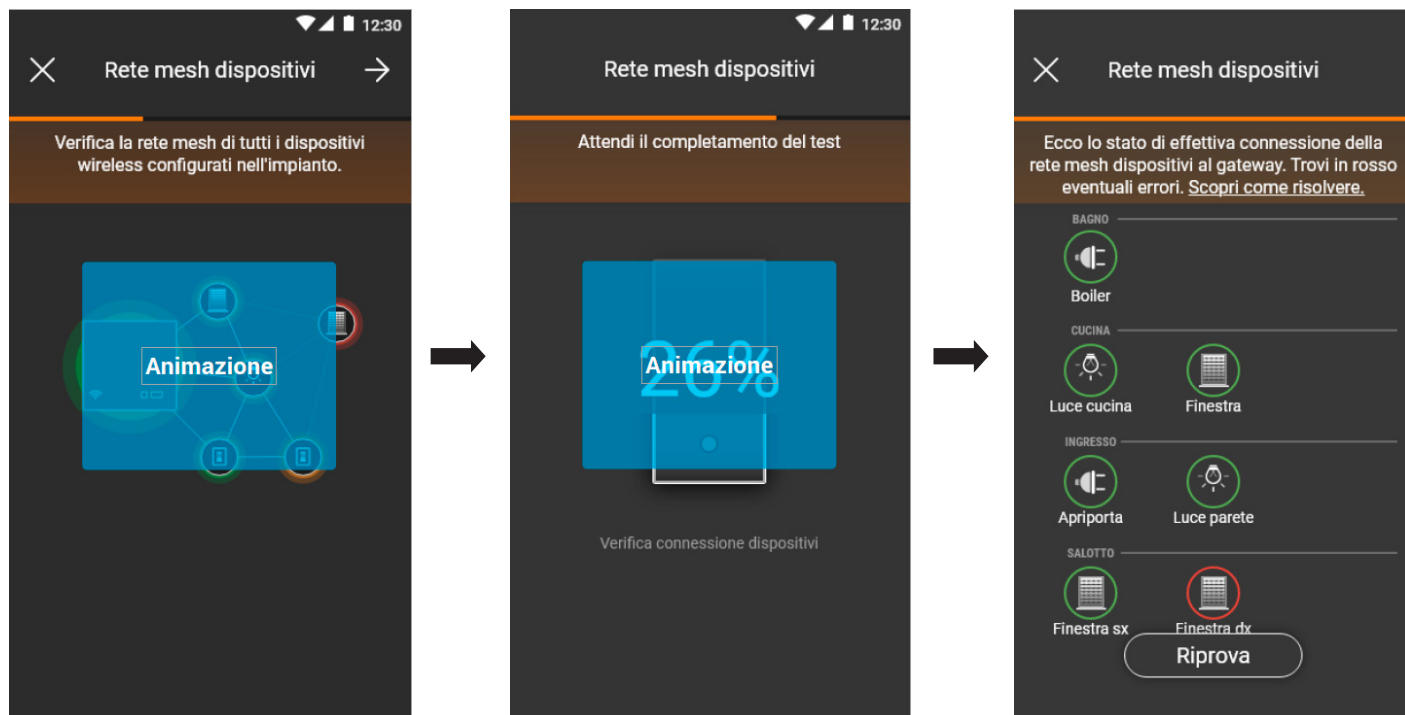 12:30
Rete mesh dispositivi
Verifica la rete mesh di tutti i dispositivi
wireless configurati nell'impianto.
Animazione
12:30
Rete mesh dispositivi
Attendi il completamento del test
26%
Animazione
Verifica connessione dispositivi
Rete mesh dispositivi
Ecco lo stato di effettiva connessione della
rete mesh dispositivi al gateway. Trovi in rosso
eventuali errori. Scopri come risolvere.
BAGNO
Boiler
CUCINA
Luce cucina Finestra
INGRESSO
Apriporta Luce parete
SALOTTO
Finestra sx Finestra dx
Riprova